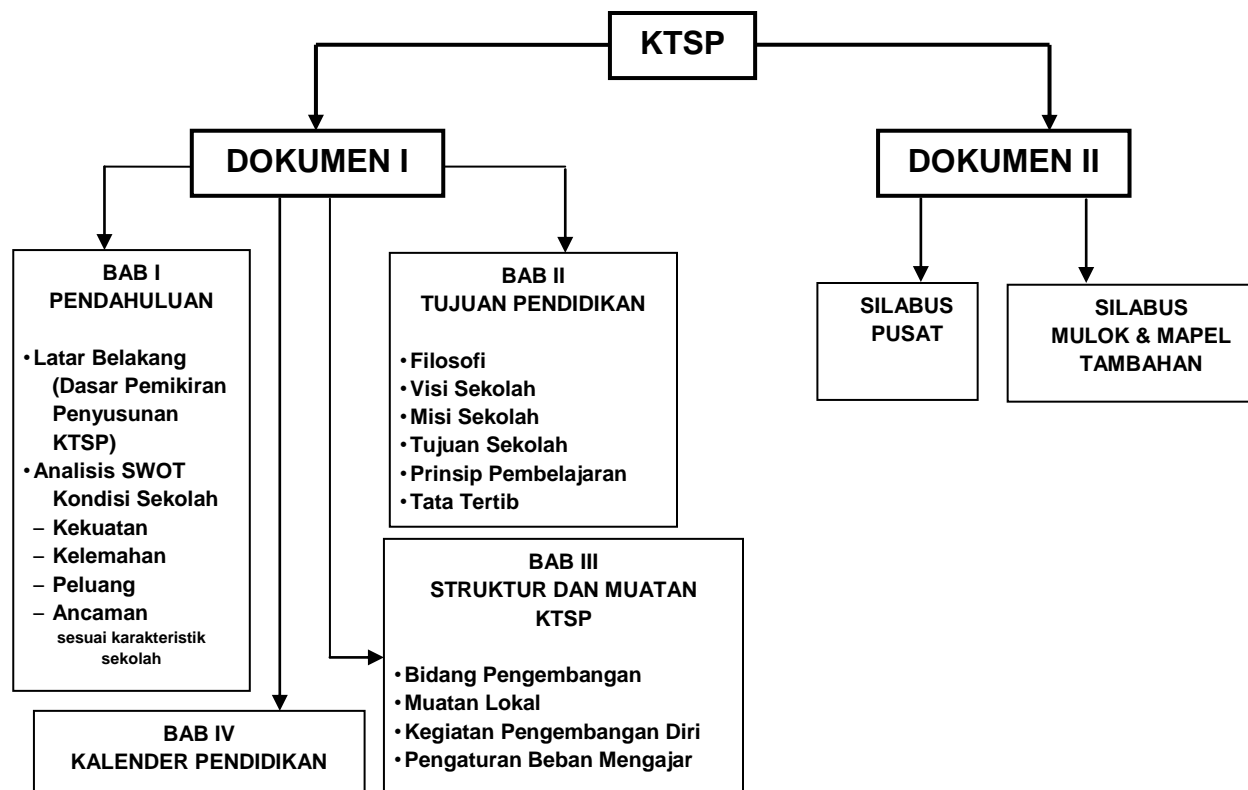 KTSP
DOKUMEN I
DOKUMEN II
BAB I
PENDAHULUAN
• Latar Belakang
(Dasar Pemikiran
Penyusunan
KTSP)
• Analisis SWOT
Kondisi Sekolah
– Kekuatan
– Kelemahan
– Peluang
– Ancaman
sesuai karakteristik
sekolah
BAB II
TUJUAN PENDIDIKAN
• Filosofi
• Visi Sekolah
• Misi Sekolah
• Tujuan Sekolah
• Prinsip Pembelajaran
• Tata Tertib
SILABUS
PUSAT
SILABUS
MULOK & MAPEL
TAMBAHAN
BAB III
STRUKTUR DAN MUATAN
KTSP
• Bidang Pengembangan
• Muatan Lokal
• Kegiatan Pengembangan Diri
• Pengaturan Beban Mengajar
BAB IV
KALENDER PENDIDIKAN